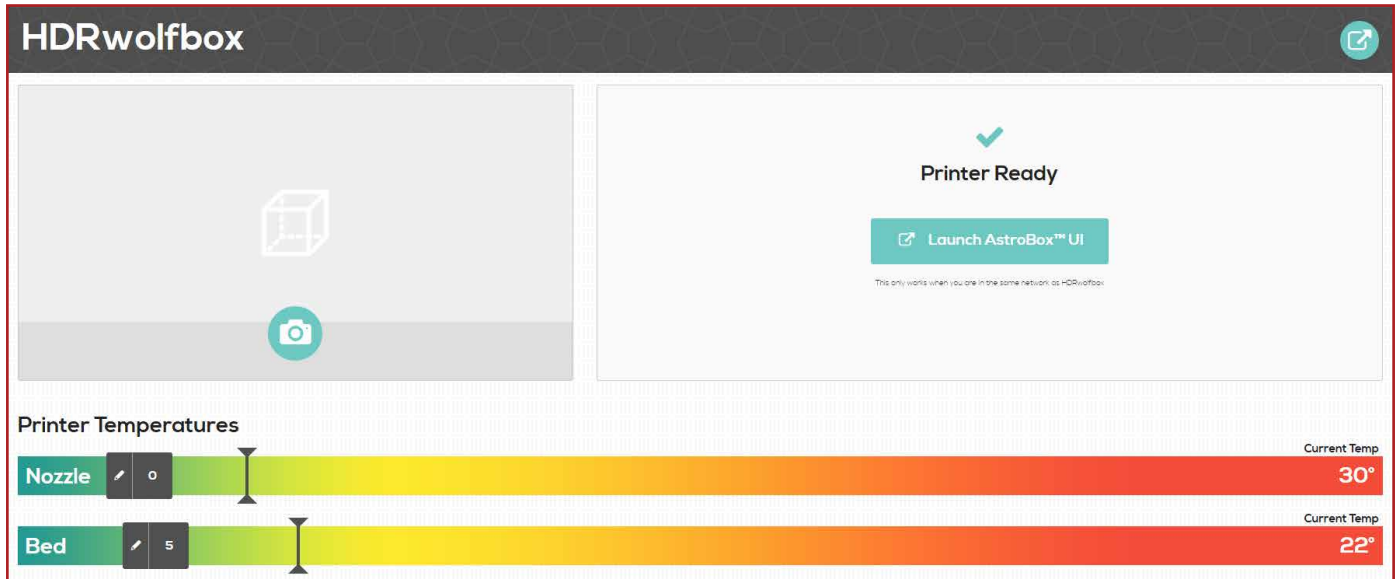 HDRwolfbox
Printer Ready
Launch AstroBox™ UI
This only works when you are in the same network as HDRwolfbox
Printer Temperatures
Current Temp
Nozzle 0 30°
Current Temp
Bed 5 22°